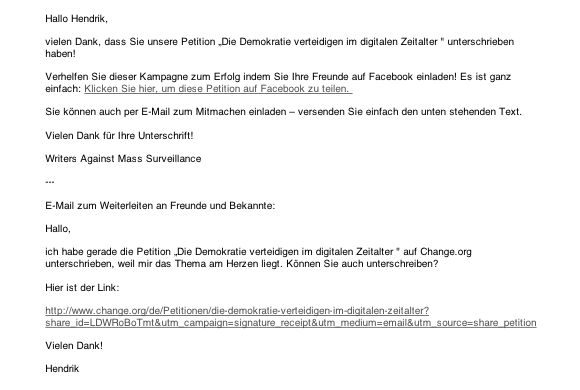 Hallo Hendrik,
vielen Dank, dass Sie unsere Petition „Die Demokratie verteidigen im digitalen Zeitalter " unterschrieben
haben!
Verhelfen Sie dieser Kampagne zum Erfolg indem Sie Ihre Freunde auf Facebook einladen! Es ist ganz
einfach: Klicken Sie hier, um diese Petition auf Facebook zu teilen.
Sie können auch per E-Mail zum Mitmachen einladen – versenden Sie einfach den unten stehenden Text.
Vielen Dank für Ihre Unterschrift!
Writers Against Mass Surveillance
---
E-Mail zum Weiterleiten an Freunde und Bekannte:
Hallo,
ich habe gerade die Petition „Die Demokratie verteidigen im digitalen Zeitalter " auf Change.org
unterschrieben, weil mir das Thema am Herzen liegt. Können Sie auch unterschreiben?
Hier ist der Link:
http://www.change.org/de/Petitionen/die-demokratie-verteidigen-im-digitalen-zeitalter?
share_id=LDWRoBoTmt&utm_campaign=signature_receipt&utm_medium=email&utm_source=share_petition
Vielen Dank!
Hendrik